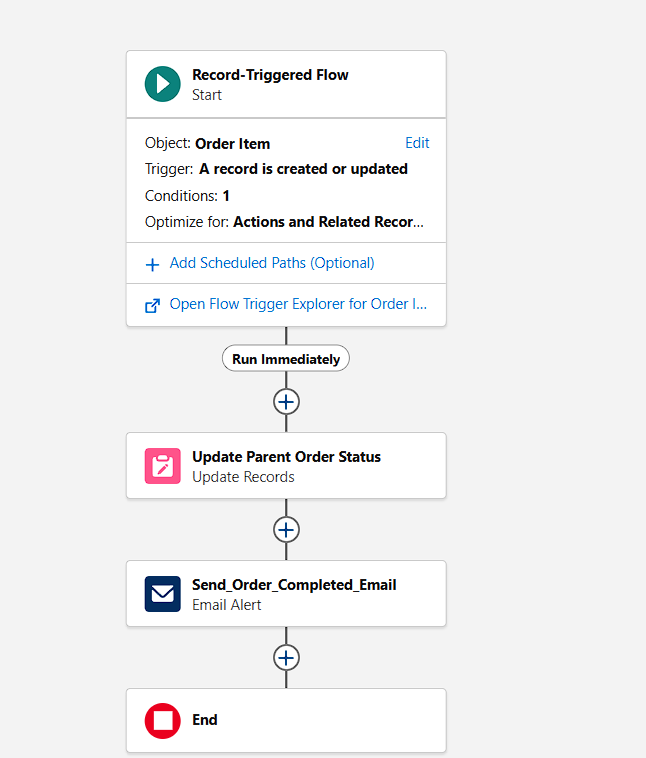 Record-Triggered Flow
Start
Object: Order Item Edit
Trigger: A record is created or updated
Conditions: 1
Optimize for: Actions and Related Recor...
Add Scheduled Paths (Optional)
Open Flow Trigger Explorer for Order I...
Run Immediately
Update Parent Order Status
Update Records
Send_Order_Completed_Email
Email Alert
End